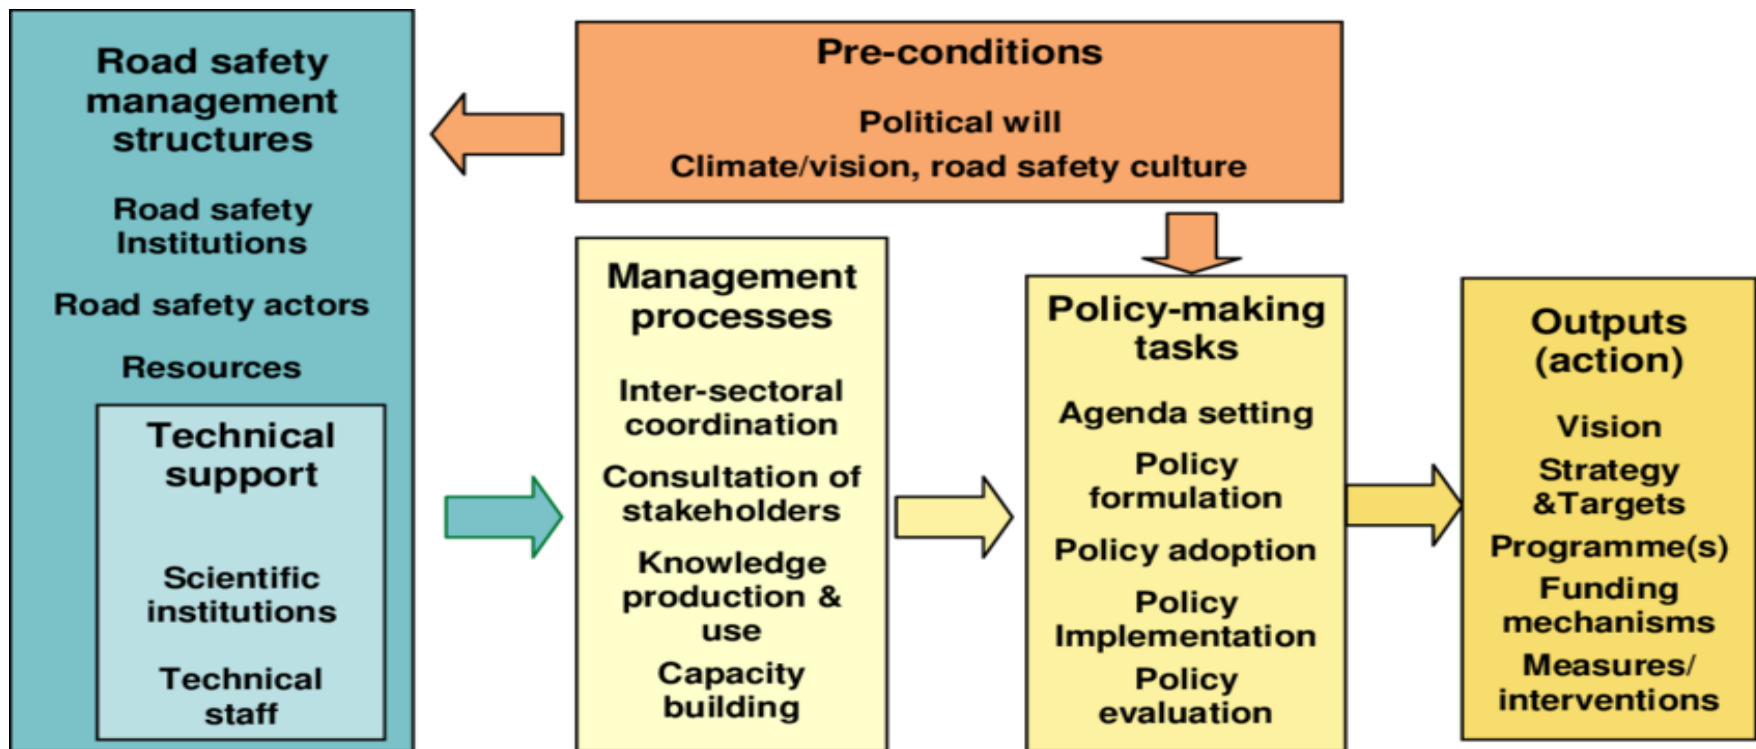 Road safety
management
structures
Road safety
Institutions
Road safety actors
Resources
Technical
support
Scientific
institutions
Technical
staff
Pre-conditions
Political will
Climate/vision, road safety culture
Management
processes
Inter-sectoral
coordination
Consultation of
stakeholders
Knowledge
production &
use
Capacity
building
Policy-making
tasks
Agenda setting
Policy
formulation
Policy adoption
Policy
Implementation
Policy
evaluation
Outputs
(action)
Vision
Strategy
&Targets
Programme(s)
Funding
mechanisms
Measures/
interventions